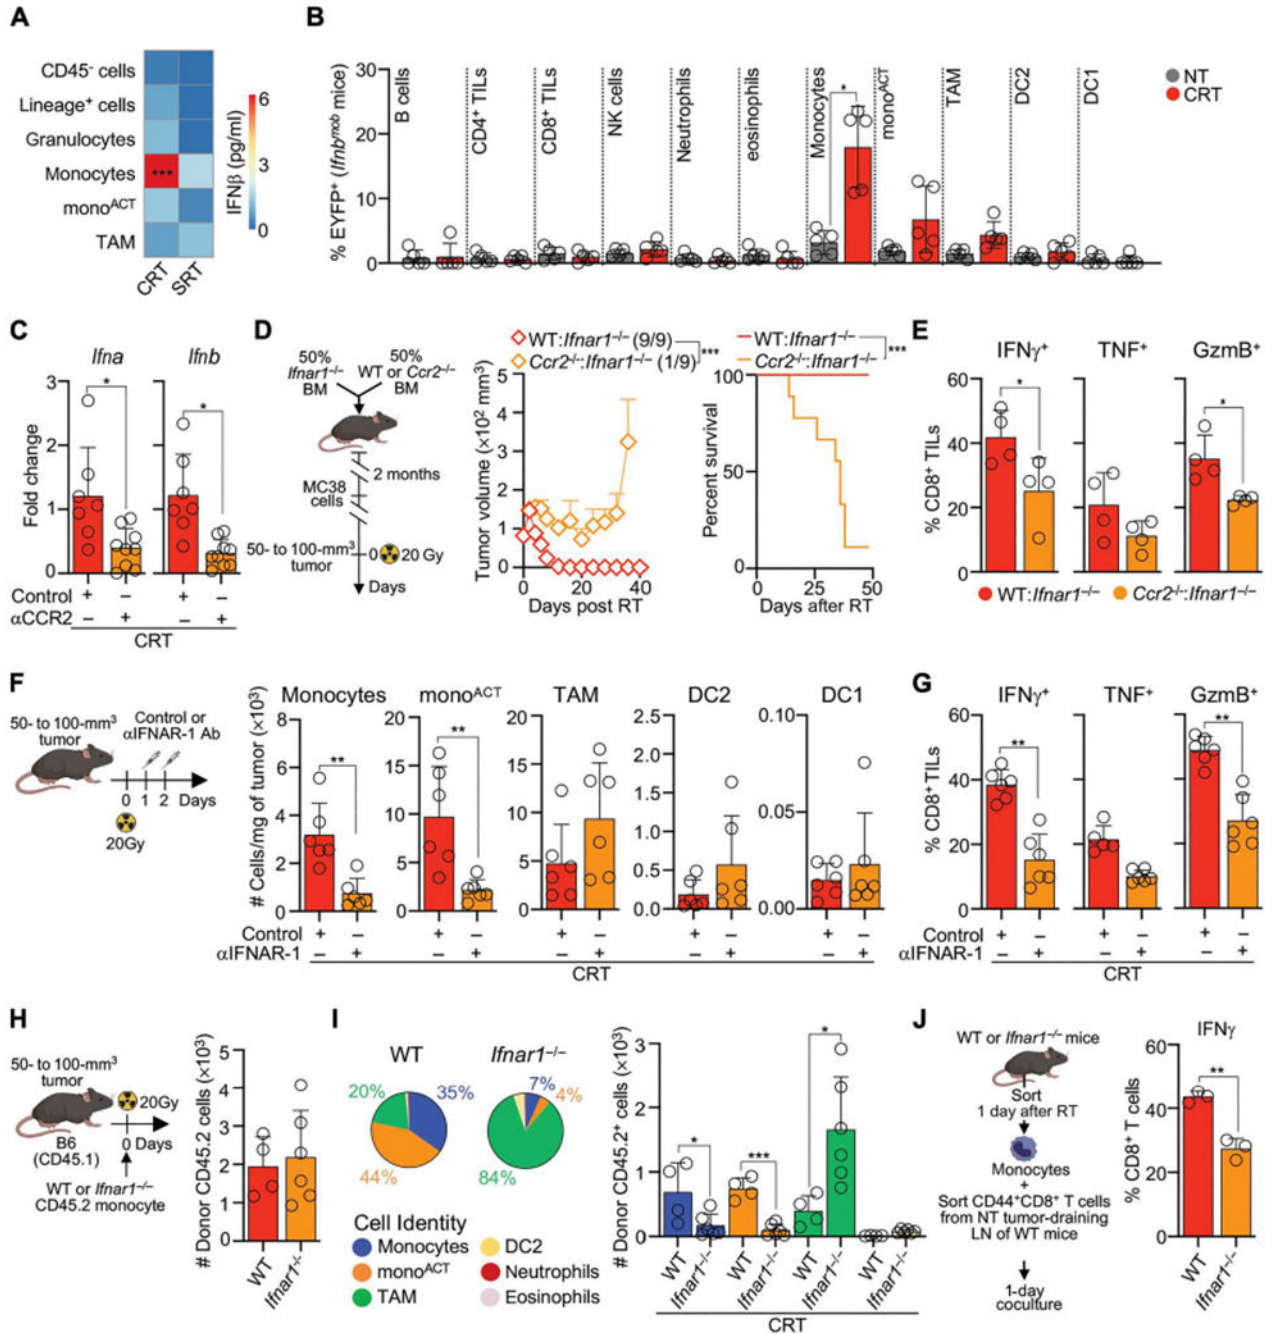 A
CD45⁻ cells
Lineage⁺ cells
Granulocytes
Monocytes
mono^ACT
TAM
***
CRT
SRT
6
3
0
IFNβ (pg/ml)
B
% EYFP⁺ (Ifnb^mob mice)
30
20
10
0
B cells
CD4⁺ TILs
CD8⁺ TILs
NK cells
Neutrophils
eosinophils
Monocytes
*
mono^ACT
TAM
DC2
DC1
NT
CRT
C
Ifna
Ifnb
Fold change
3
2
1
0
*
*
Control + – + –
αCCR2 – + – +
CRT
D
50%
Ifnar1⁻/⁻
BM
50%
WT or Ccr2⁻/⁻
BM
2 months
MC38
cells
50- to 100-mm³
tumor
0
20 Gy
Days
WT:Ifnar1⁻/⁻ (9/9)
Ccr2⁻/⁻:Ifnar1⁻/⁻ (1/9)
***
Tumor volume (×10² mm³)
5
4
3
2
1
0
0 20 40
Days post RT
WT:Ifnar1⁻/⁻
Ccr2⁻/⁻:Ifnar1⁻/⁻
***
Percent survival
100
50
0
0 25 50
Days after RT
E
IFNγ⁺
TNF⁺
GzmB⁺
% CD8⁺ TILs
60
40
20
0
*
*
WT:Ifnar1⁻/⁻
Ccr2⁻/⁻:Ifnar1⁻/⁻
F
50- to 100-mm³
tumor
Control or
αIFNAR-1 Ab
0 1 2 Days
20Gy
# Cells/mg of tumor (×10³)
Monocytes
8
6
4
2
0
**
mono^ACT
20
15
10
5
0
**
TAM
20
15
10
5
0
DC2
2.5
2.0
1.5
1.0
0.5
0.0
DC1
0.10
0.05
0.00
Control + – + – + – + – + –
αIFNAR-1 – + – + – + – + – +
CRT
G
IFNγ⁺
TNF⁺
GzmB⁺
% CD8⁺ TILs
60
40
20
0
**
**
Control + – + – + –
αIFNAR-1 – + – + – +
CRT
H
50- to 100-mm³
tumor
20Gy
0 Days
B6
(CD45.1)
WT or Ifnar1⁻/⁻
CD45.2 monocyte
# Donor CD45.2 cells (×10³)
5
4
3
2
1
0
WT
Ifnar1⁻/⁻
I
WT
20%
35%
44%
Ifnar1⁻/⁻
7%
4%
84%
Cell Identity
Monocytes
mono^ACT
TAM
DC2
Neutrophils
Eosinophils
# Donor CD45.2⁺ cells (×10³)
3
2
1
0
*
***
*
WT
Ifnar1⁻/⁻
WT
Ifnar1⁻/⁻
WT
Ifnar1⁻/⁻
WT
Ifnar1⁻/⁻
CRT
J
WT or Ifnar1⁻/⁻ mice
Sort
1 day after RT
Monocytes
+
Sort CD44⁺CD8⁺ T cells
from NT tumor-draining
LN of WT mice
1-day
coculture
IFNγ
% CD8⁺ T cells
60
40
20
0
**
WT
Ifnar1⁻/⁻